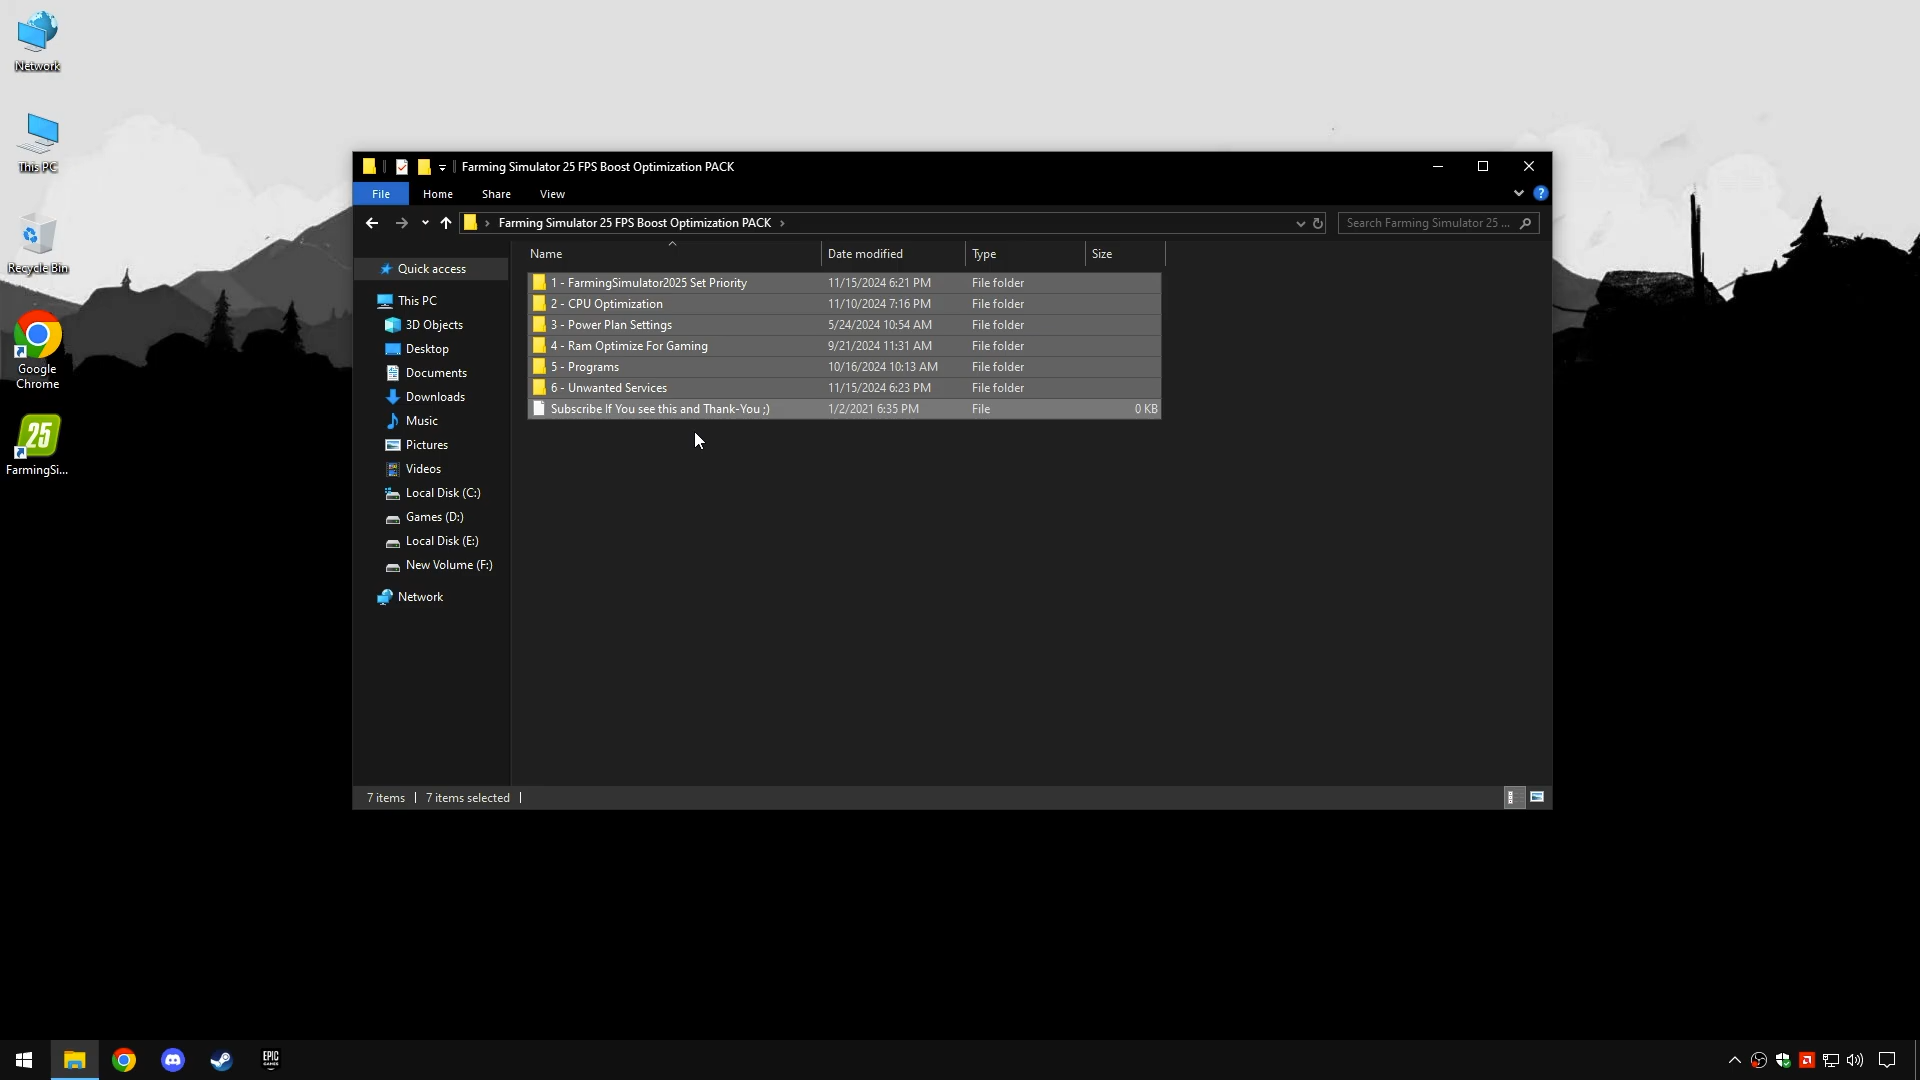 Network
This PC
Recycle Bin
Google
Chrome
25
FarmingSi...
Farming Simulator 25 FPS Boost Optimization PACK
File Home Share View
Farming Simulator 25 FPS Boost Optimization PACK
Search Farming Simulator 25 ...
Name Date modified Type Size
Quick access
This PC
3D Objects
Desktop
Documents
Downloads
Music
Pictures
Videos
Local Disk (C:)
Games (D:)
Local Disk (E:)
New Volume (F:)
Network
1 - FarmingSimulator2025 Set Priority 11/15/2024 6:21 PM File folder
2 - CPU Optimization 11/10/2024 7:16 PM File folder
3 - Power Plan Settings 5/24/2024 10:54 AM File folder
4 - Ram Optimize For Gaming 9/21/2024 11:31 AM File folder
5 - Programs 10/16/2024 10:13 AM File folder
6 - Unwanted Services 11/15/2024 6:23 PM File folder
Subscribe If You see this and Thank-You ;) 1/2/2021 6:35 PM File 0 KB
7 items 7 items selected
EPIC
GAMES